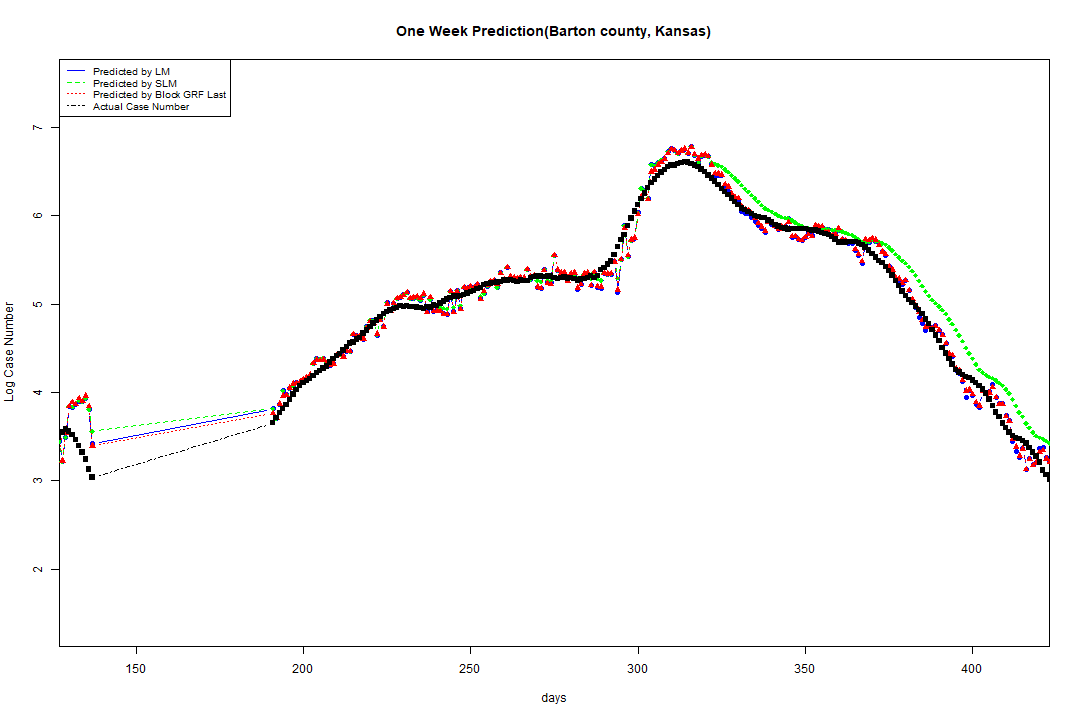 One Week Prediction(Barton county, Kansas)
Predicted by LM
Predicted by SLM
Predicted by Block GRF Last
Actual Case Number
7
6
5
4
3
2
Log Case Number
150 200 250 300 350 400
days